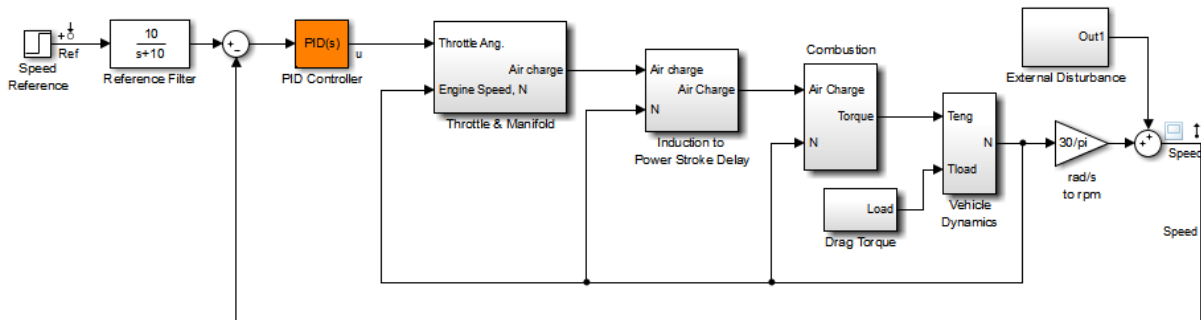 Speed
Reference
Ref
10
s+10
Reference Filter
+
−
PID(s)
u
PID Controller
Throttle Ang.
Air charge
Engine Speed, N
Throttle & Manifold
Air charge
Air Charge
N
Induction to
Power Stroke Delay
Combustion
Air Charge
Torque
N
Load
Drag Torque
Teng
N
Tload
Vehicle
Dynamics
Out1
External Disturbance
30/pi
rad/s
to rpm
+
+
Speed
Speed